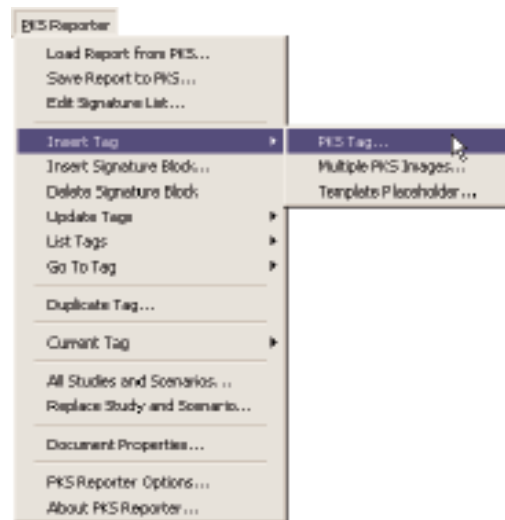 PKS Reporter
Load Report from PKS...
Save Report to PKS...
Edit Signature List...
Insert Tag
PKS Tag...
Insert Signature Block...
Multiple PKS Images...
Delete Signature Block
Template Placeholder...
Update Tags
List Tags
Go To Tag
Duplicate Tag...
Current Tag
All Studies and Scenarios...
Replace Study and Scenario...
Document Properties...
PKS Reporter Options...
About PKS Reporter...